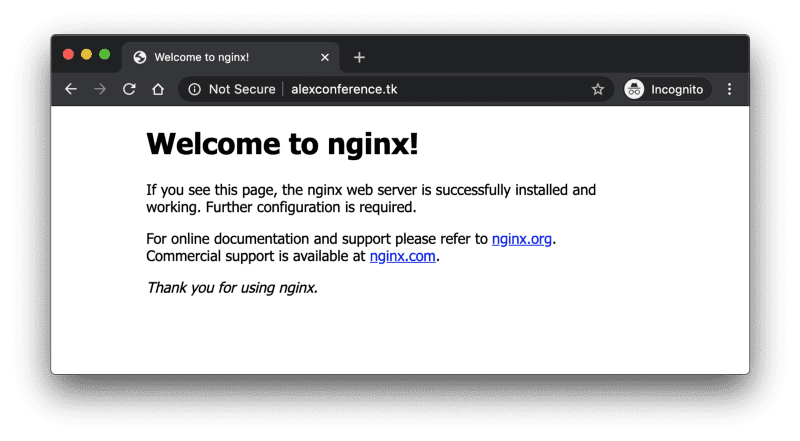 Welcome to nginx!
Not Secure | alexconference.tk
Incognito
Welcome to nginx!
If you see this page, the nginx web server is successfully installed and
working. Further configuration is required.
For online documentation and support please refer to nginx.org.
Commercial support is available at nginx.com.
Thank you for using nginx.